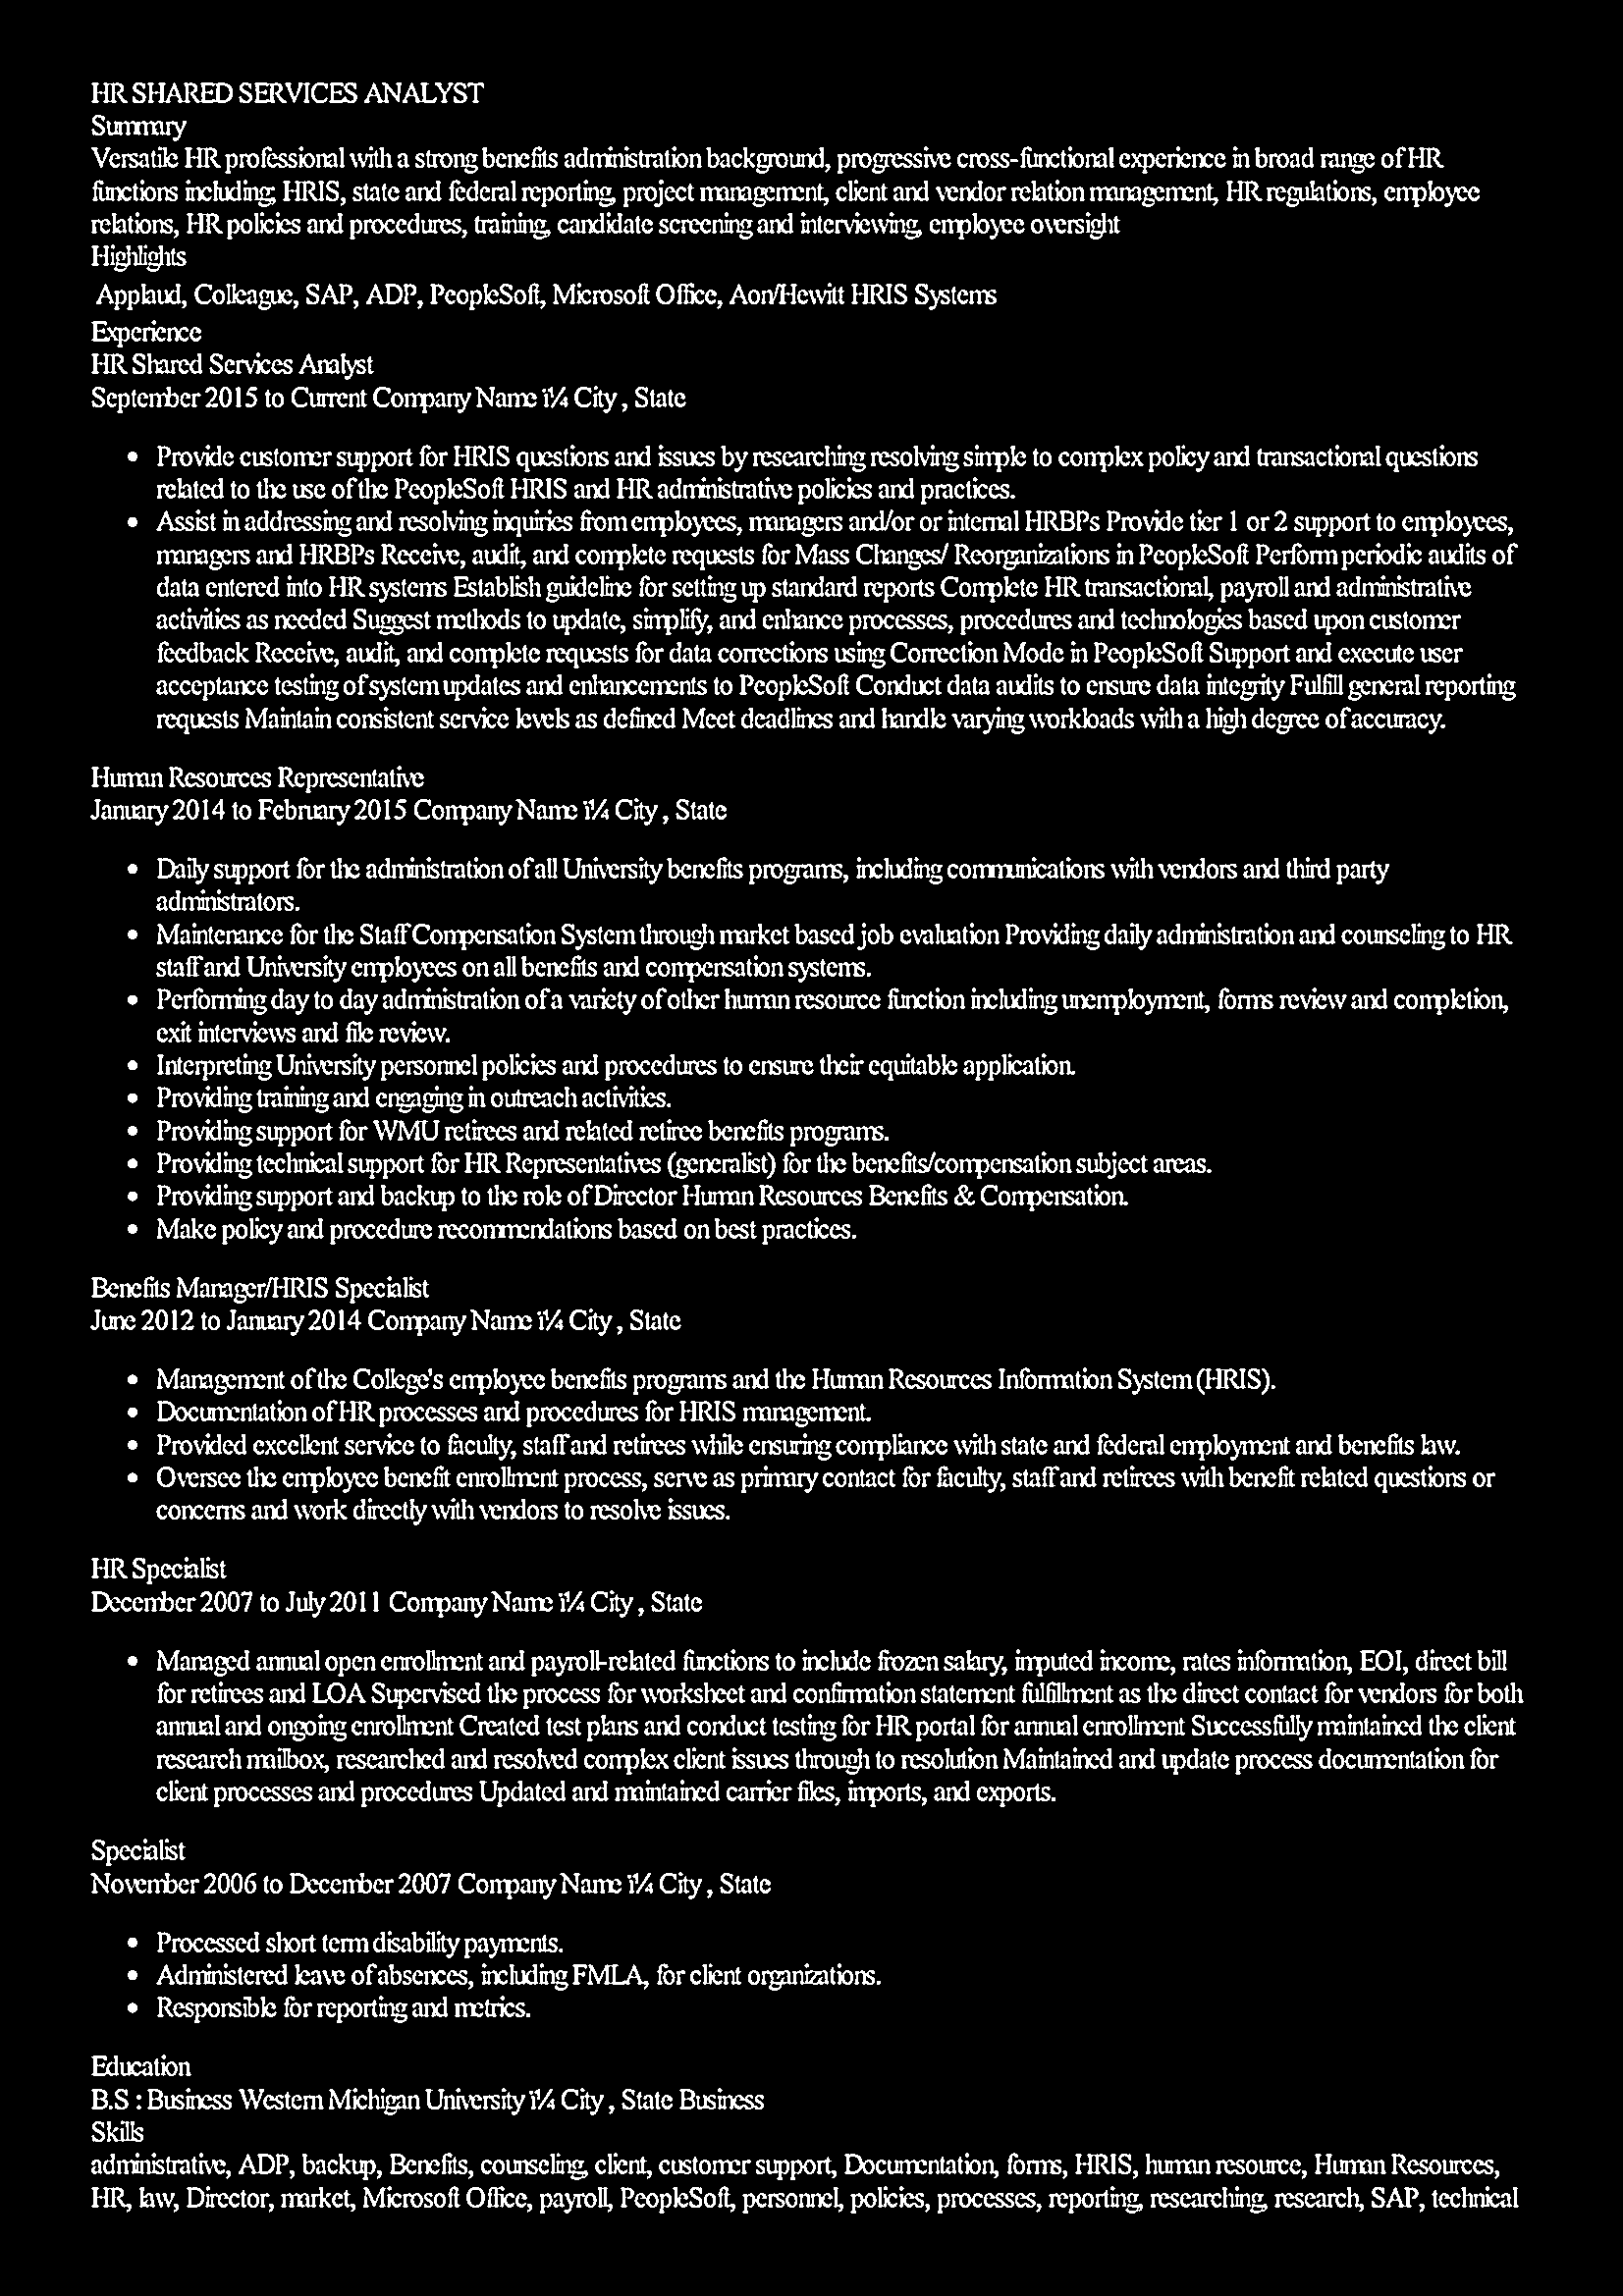 HR SHARED SERVICES ANALYST
Summary
Versatile HR professional with a strong benefits administration background, progressive cross-functional experience in broad range of HR
functions including; HRIS, state and federal reporting, project management, client and vendor relation management, HR regulations, employee
relations, HR policies and procedures, training, candidate screening and interviewing, employee oversight
Highlights
Applaud, Colleague, SAP, ADP, PeopleSoft, Microsoft Office, Aon/Hewitt HRIS Systems
Experience
HR Shared Services Analyst
September 2015 to Current Company Name ï¼ City , State
• Provide customer support for HRIS questions and issues by researching resolving simple to complex policy and transactional questions
related to the use of the PeopleSoft HRIS and HR administrative policies and practices.
• Assist in addressing and resolving inquiries from employees, managers and/or or internal HRBPs Provide tier 1 or 2 support to employees,
managers and HRBPs Receive, audit, and complete requests for Mass Changes/ Reorganizations in PeopleSoft Perform periodic audits of
data entered into HR systems Establish guideline for setting up standard reports Complete HR transactional, payroll and administrative
activities as needed Suggest methods to update, simplify, and enhance processes, procedures and technologies based upon customer
feedback Receive, audit, and complete requests for data corrections using Correction Mode in PeopleSoft Support and execute user
acceptance testing of system updates and enhancements to PeopleSoft Conduct data audits to ensure data integrity Fulfill general reporting
requests Maintain consistent service levels as defined Meet deadlines and handle varying workloads with a high degree of accuracy.
Human Resources Representative
January 2014 to February 2015 Company Name ï¼ City , State
• Daily support for the administration of all University benefits programs, including communications with vendors and third party
administrators.
• Maintenance for the Staff Compensation System through market based job evaluation Providing daily administration and counseling to HR
staff and University employees on all benefits and compensation systems.
• Performing day to day administration of a variety of other human resource function including unemployment, forms review and completion,
exit interviews and file review.
• Interpreting University personnel policies and procedures to ensure their equitable application.
• Providing training and engaging in outreach activities.
• Providing support for WMU retirees and related retiree benefits programs.
• Providing technical support for HR Representatives (generalist) for the benefits/compensation subject areas.
• Providing support and backup to the role of Director Human Resources Benefits & Compensation.
• Make policy and procedure recommendations based on best practices.
Benefits Manager/HRIS Specialist
June 2012 to January 2014 Company Name ï¼ City , State
• Management of the College's employee benefits programs and the Human Resources Information System (HRIS).
• Documentation of HR processes and procedures for HRIS management.
• Provided excellent service to faculty, staff and retirees while ensuring compliance with state and federal employment and benefits law.
• Oversee the employee benefit enrollment process, serve as primary contact for faculty, staff and retirees with benefit related questions or
concerns and work directly with vendors to resolve issues.
HR Specialist
December 2007 to July 2011 Company Name ï¼ City , State
• Managed annual open enrollment and payroll-related functions to include frozen salary, imputed income, rates information, EOI, direct bill
for retirees and LOA Supervised the process for worksheet and confirmation statement fulfillment as the direct contact for vendors for both
annual and ongoing enrollment Created test plans and conduct testing for HR portal for annual enrollment Successfully maintained the client
research mailbox, researched and resolved complex client issues through to resolution Maintained and update process documentation for
client processes and procedures Updated and maintained carrier files, imports, and exports.
Specialist
November 2006 to December 2007 Company Name ï¼ City , State
• Processed short term disability payments.
• Administered leave of absences, including FMLA, for client organizations.
• Responsible for reporting and metrics.
Education
B.S : Business Western Michigan University ï¼ City , State Business
Skills
administrative, ADP, backup, Benefits, counseling, client, customer support, Documentation, forms, HRIS, human resource, Human Resources,
HR, law, Director, market, Microsoft Office, payroll, PeopleSoft, personnel, policies, processes, reporting, researching, research, SAP, technical